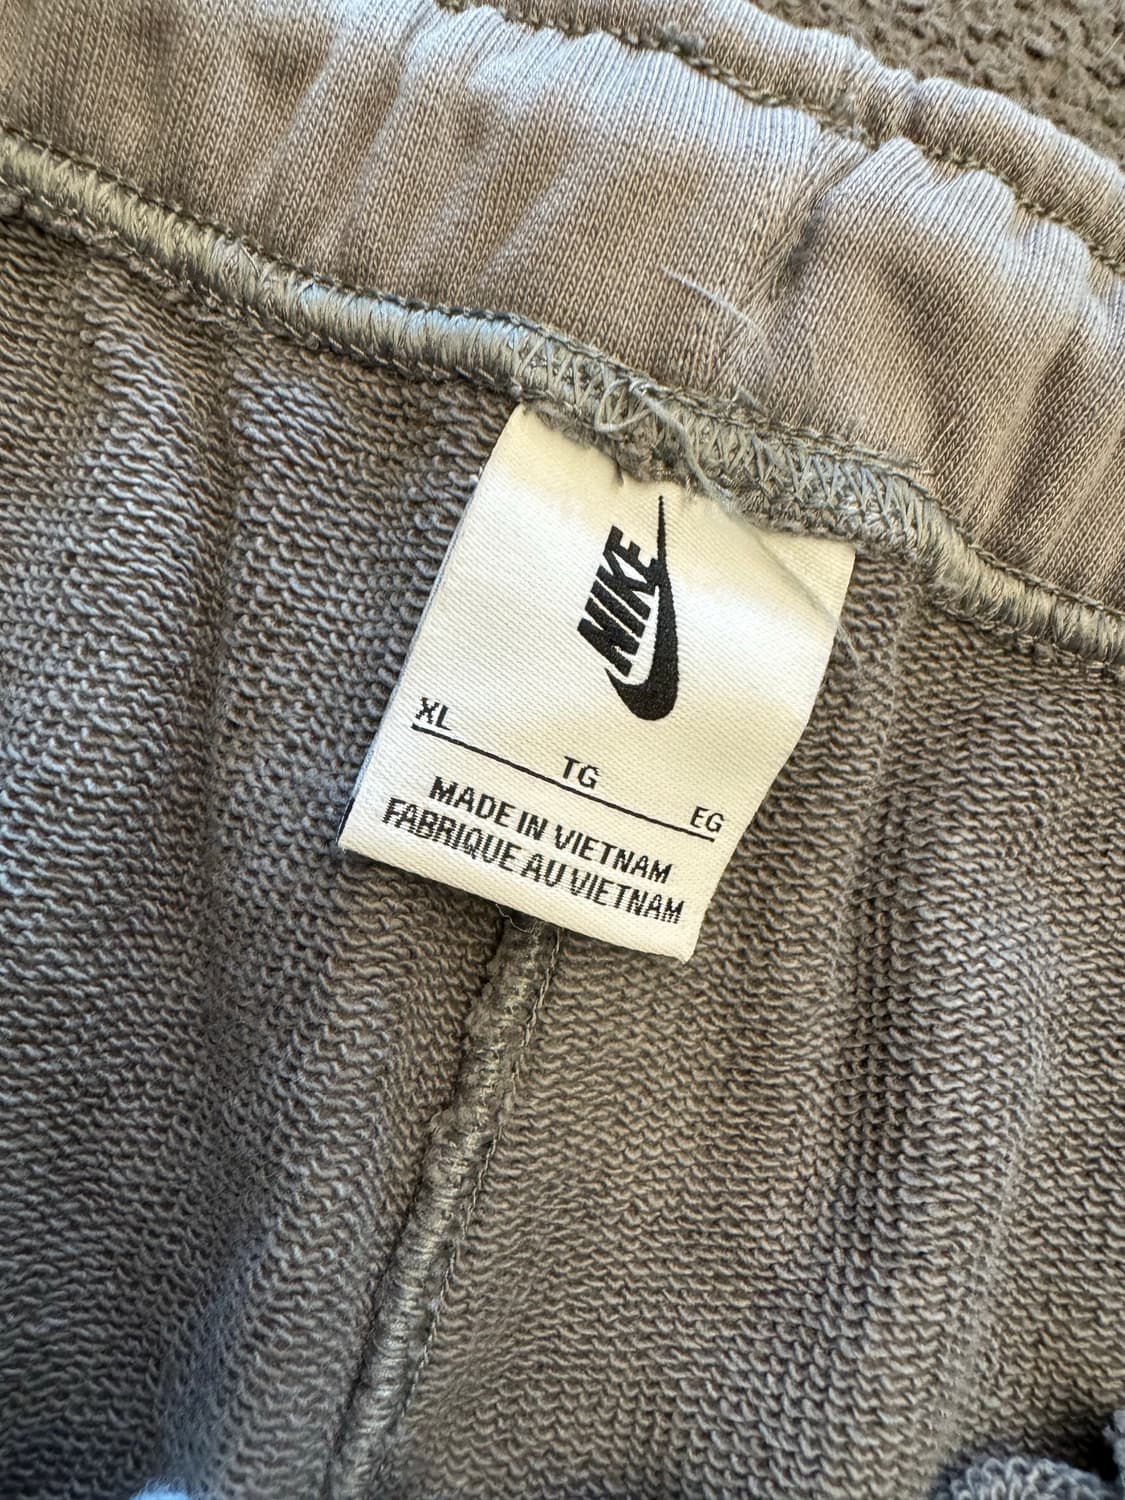 NIKE
XL TG EG
MADE IN VIETNAM
FABRIQUE AU VIETNAM